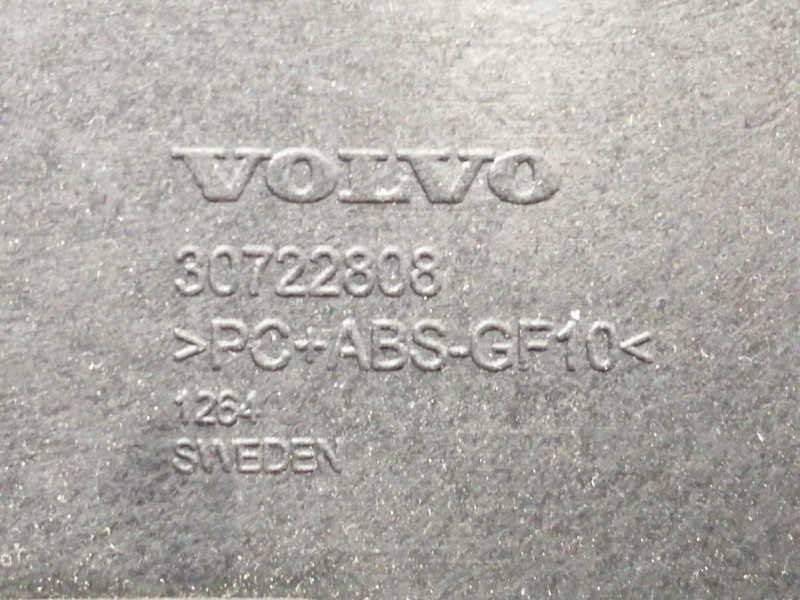 VOLVO
30722808
>PC+ABS-GF10<
1264
SWEDEN